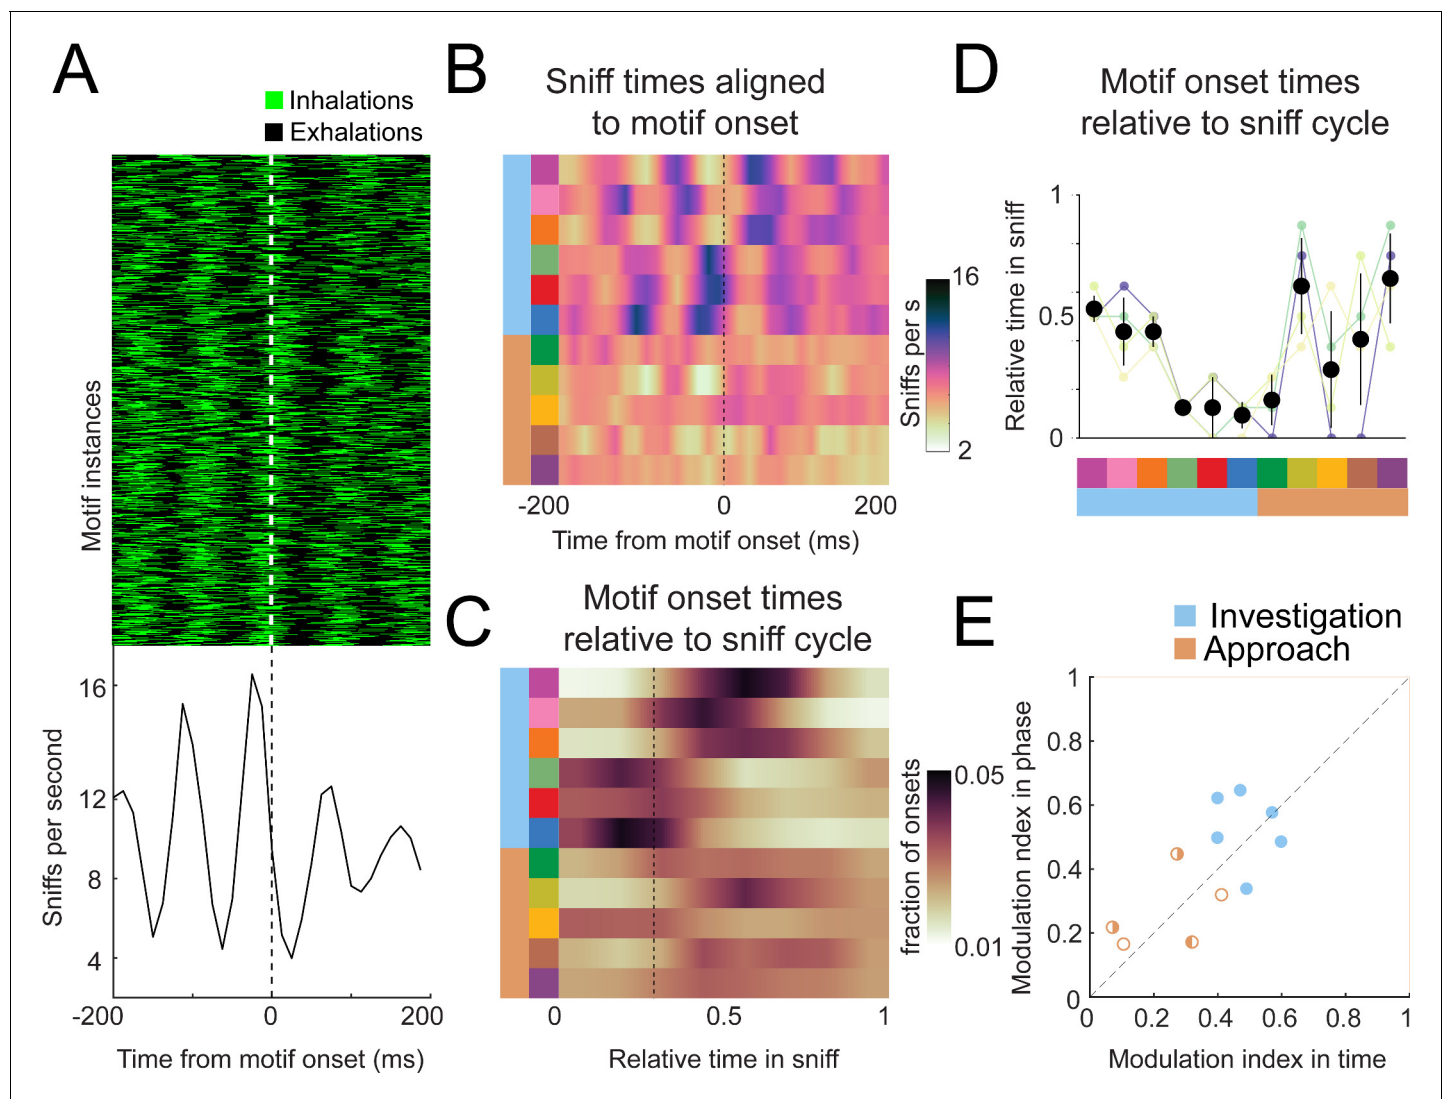 A
Inhalations
Exhalations
Motif instances
Sniffs per second
16
12
8
4
-200
0
200
Time from motif onset (ms)
B
Sniff times aligned
to motif onset
-200
0
200
Time from motif onset (ms)
Sniffs per s
16
2
C
Motif onset times
relative to sniff cycle
0
0.5
1
Relative time in sniff
fraction of onsets
0.05
0.01
D
Motif onset times
relative to sniff cycle
Relative time in sniff
1
0.5
0
E
Investigation
Approach
Modulation ndex in phase
1
0.8
0.6
0.4
0.2
0
0
0.2
0.4
0.6
0.8
1
Modulation index in time